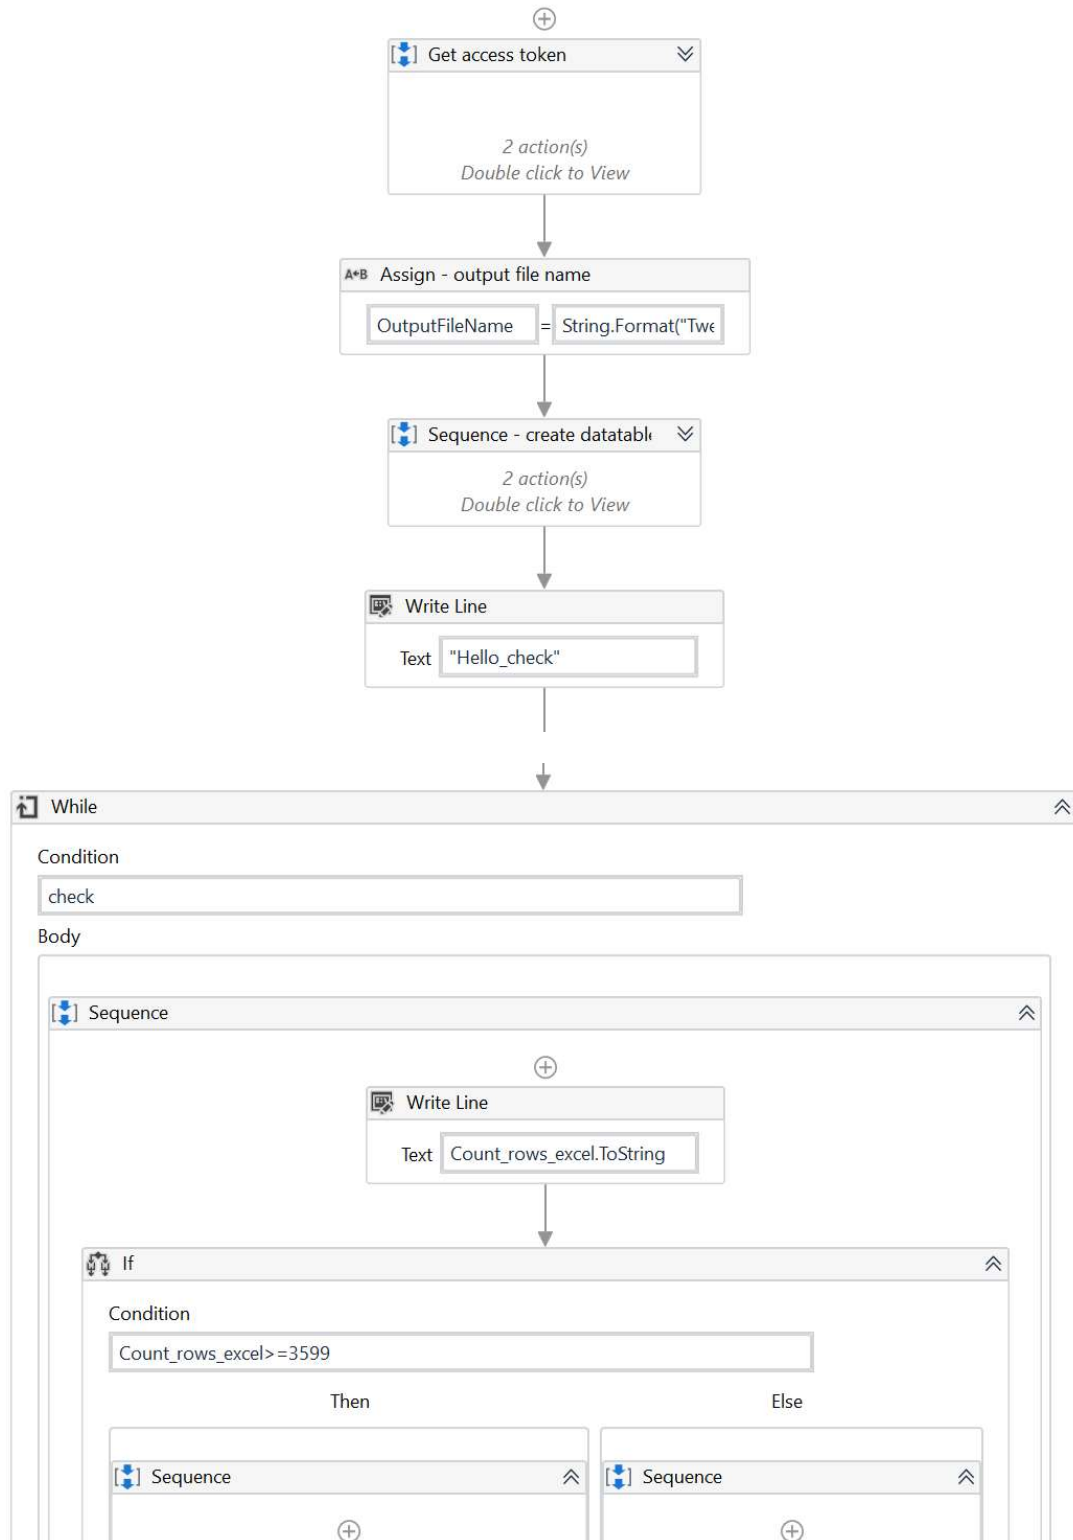 Get access token
2 action(s)
Double click to View
A←B Assign - output file name
OutputFileName = String.Format("Twe
Sequence - create datatable
2 action(s)
Double click to View
Write Line
Text "Hello_check"
While
Condition
check
Body
Sequence
Write Line
Text Count_rows_excel.ToString
If
Condition
Count_rows_excel>=3599
Then Else
Sequence Sequence